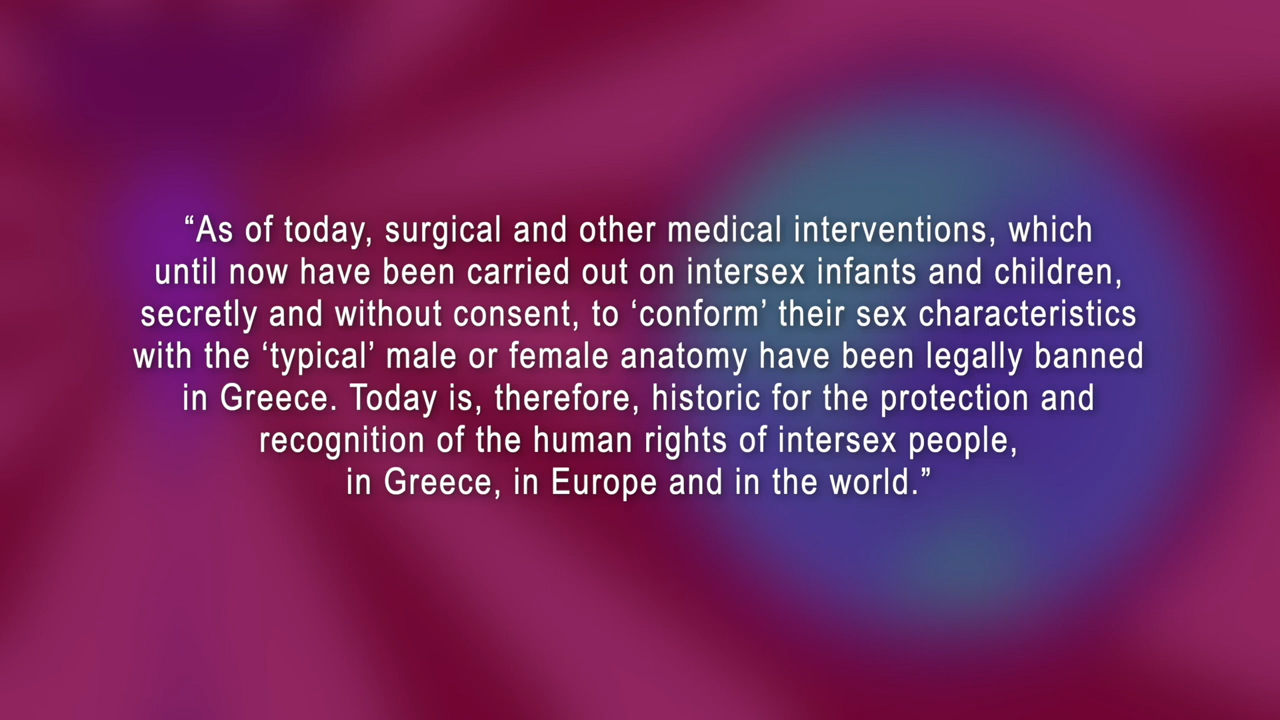 “As of today, surgical and other medical interventions, which
until now have been carried out on intersex infants and children,
secretly and without consent, to ‘conform’ their sex characteristics
with the ‘typical’ male or female anatomy have been legally banned
in Greece. Today is, therefore, historic for the protection and
recognition of the human rights of intersex people,
in Greece, in Europe and in the world.”